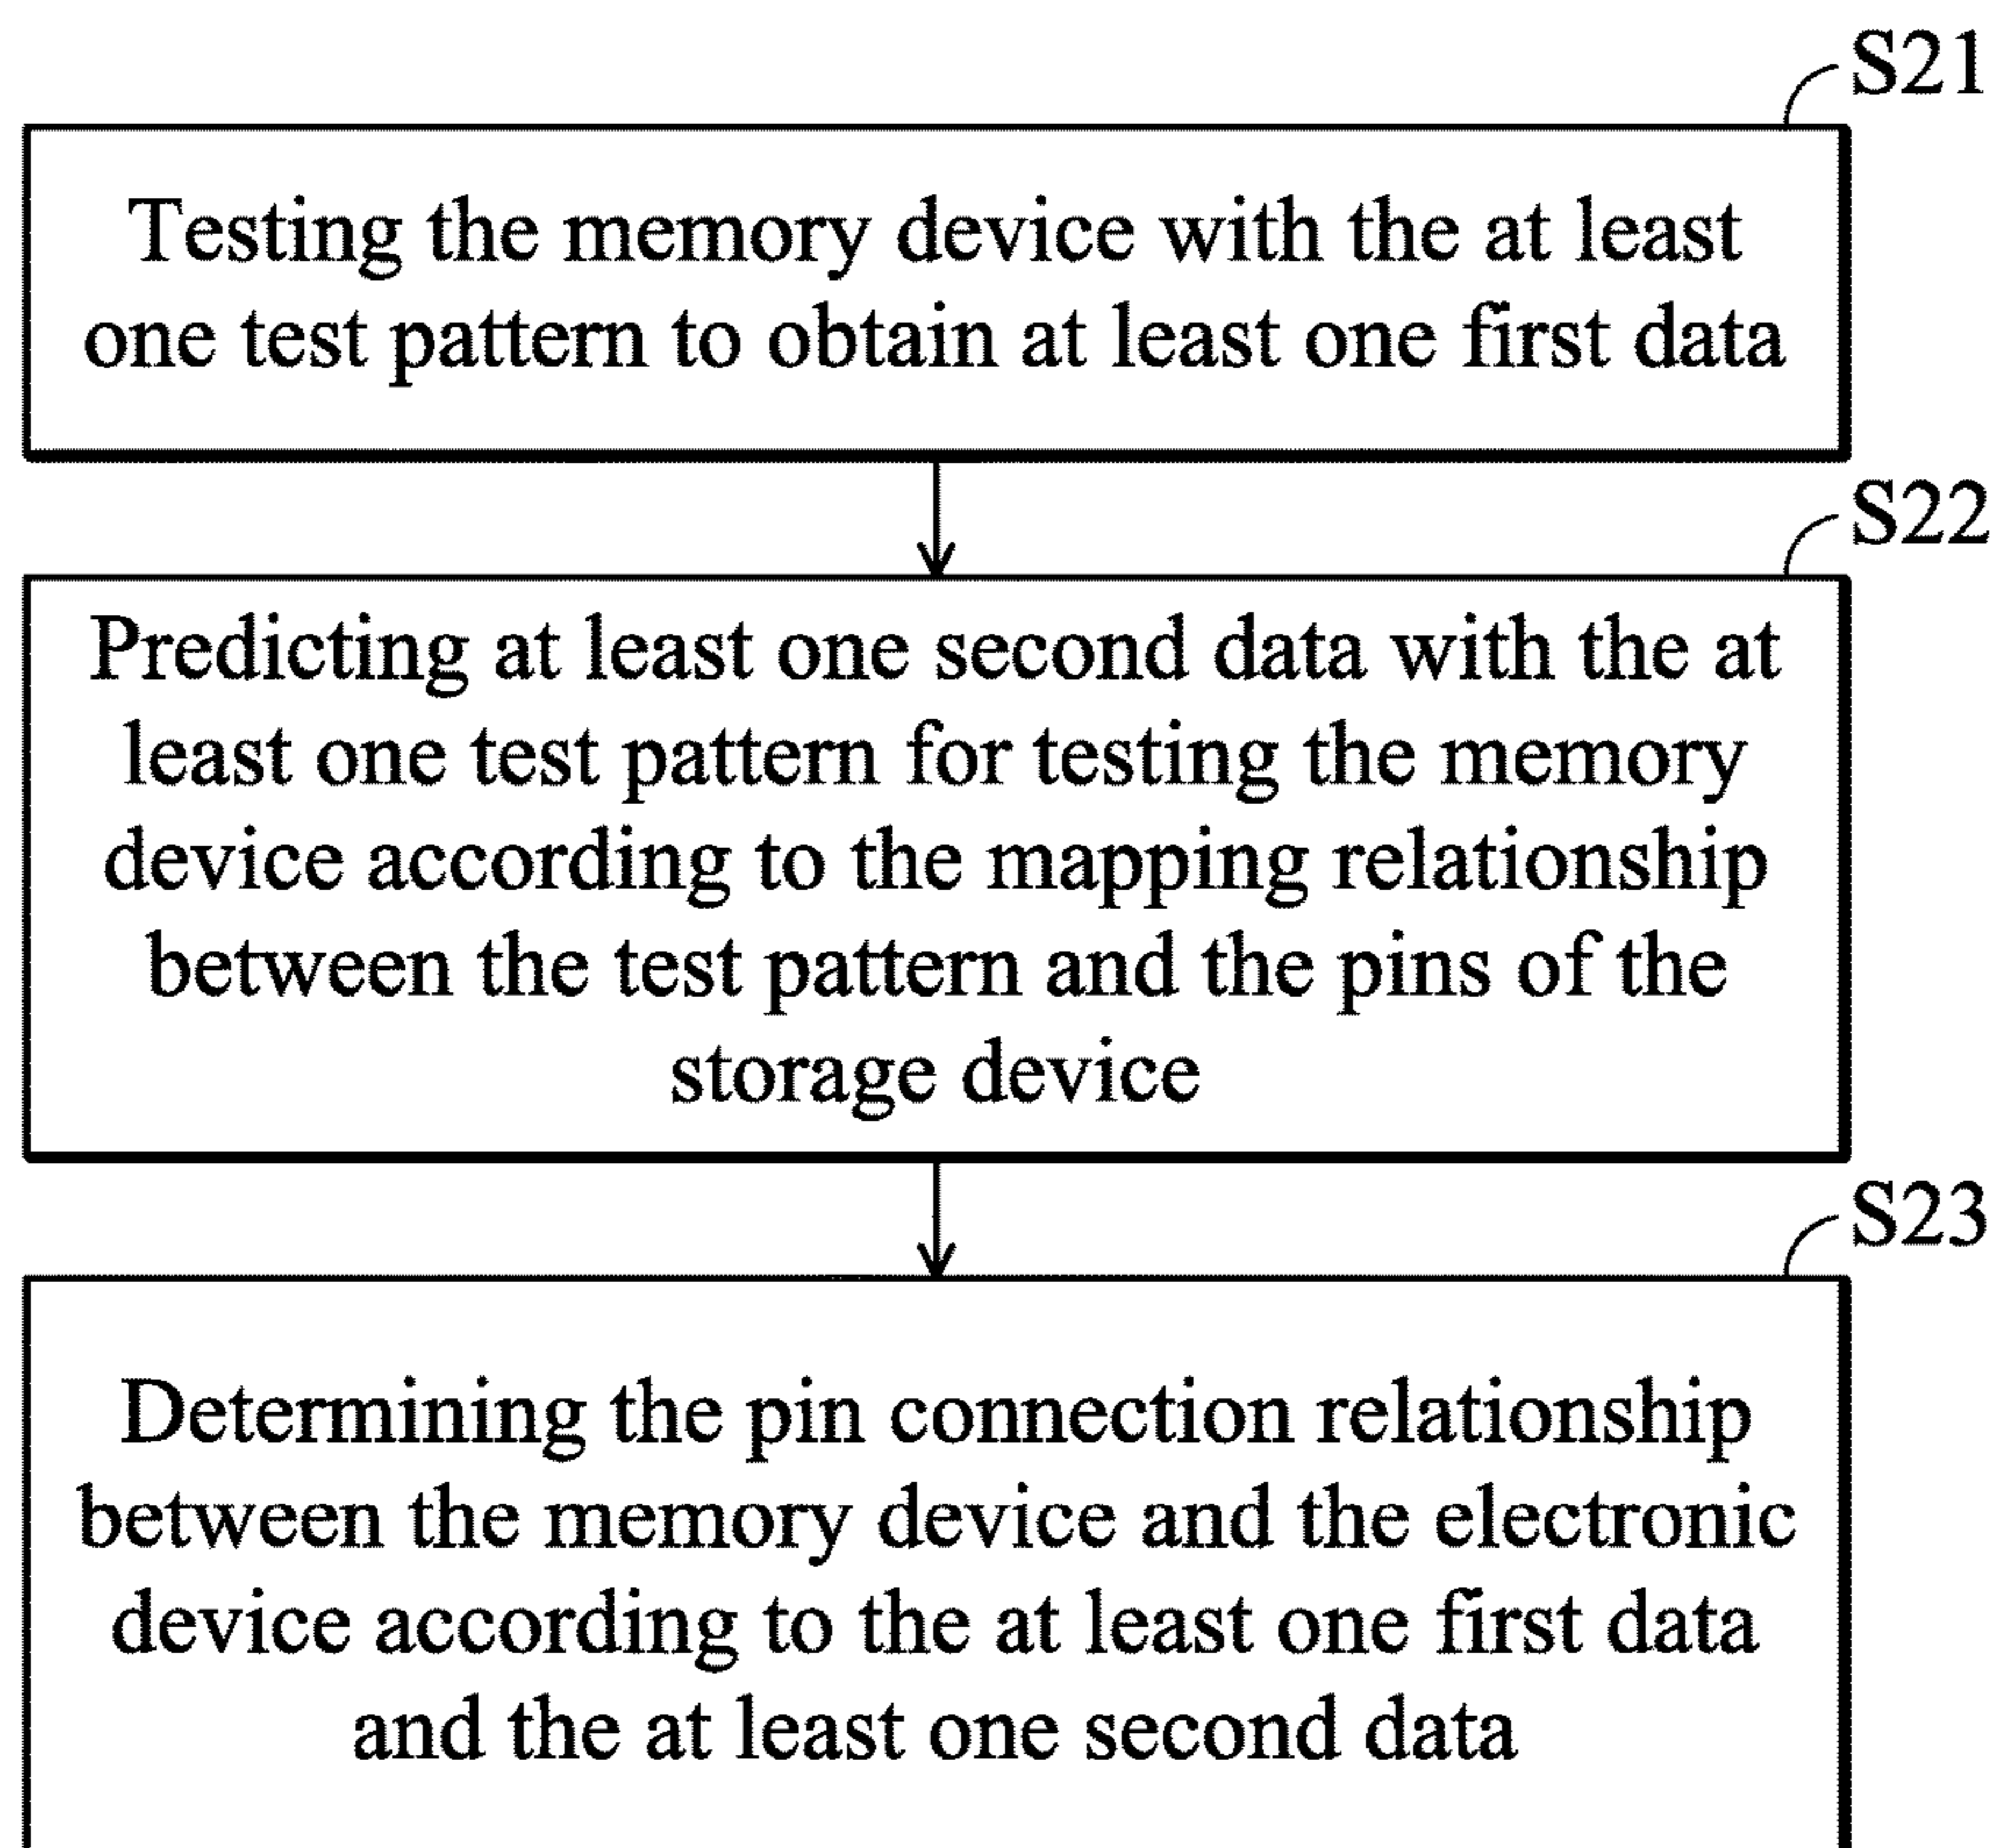 S21
Testing the memory device with the at least
one test pattern to obtain at least one first data
S22
Predicting at least one second data with the at
least one test pattern for testing the memory
device according to the mapping relationship
between the test pattern and the pins of the
storage device
S23
Determining the pin connection relationship
between the memory device and the electronic
device according to the at least one first data
and the at least one second data